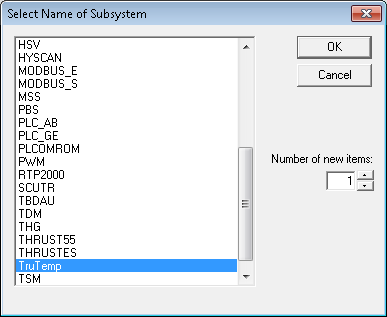 Select Name of Subsystem
HSV
HYSCAN
MODBUS_E
MODBUS_S
MSS
PBS
PLC_AB
PLC_GE
PLCOMROM
PWM
RTP2000
SCUTR
TBDAU
TDM
THG
THRUST55
THRUSTES
TruTemp
TSM
OK
Cancel
Number of new items:
1